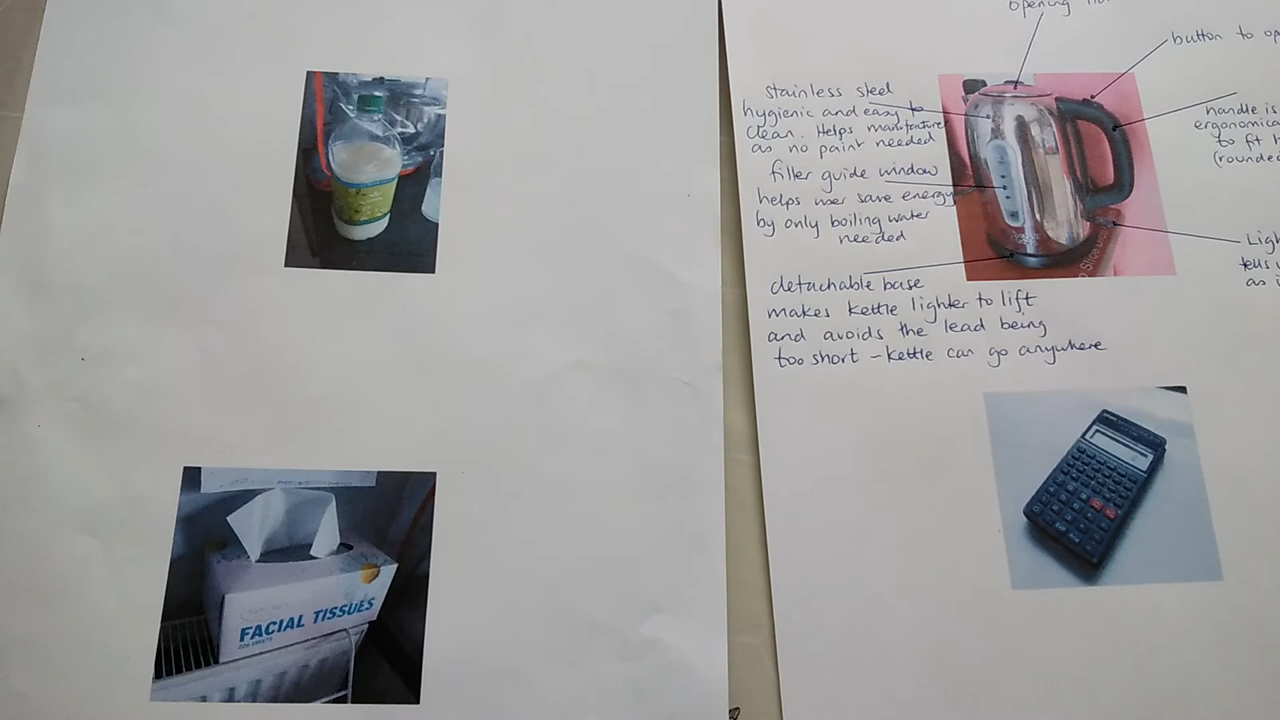 opening
button to op
stainless steel
hygienic and easy to
clean. Helps manufacturer
as no paint needed
handle is
ergonomica
to fit h
(rounded
filler guide window
helps user save energy
by only boiling water
needed
Ligh
tells u
as i
detachable base
makes kettle lighter to lift
and avoids the lead being
too short - kettle can go anywhere
FACIAL TISSUES